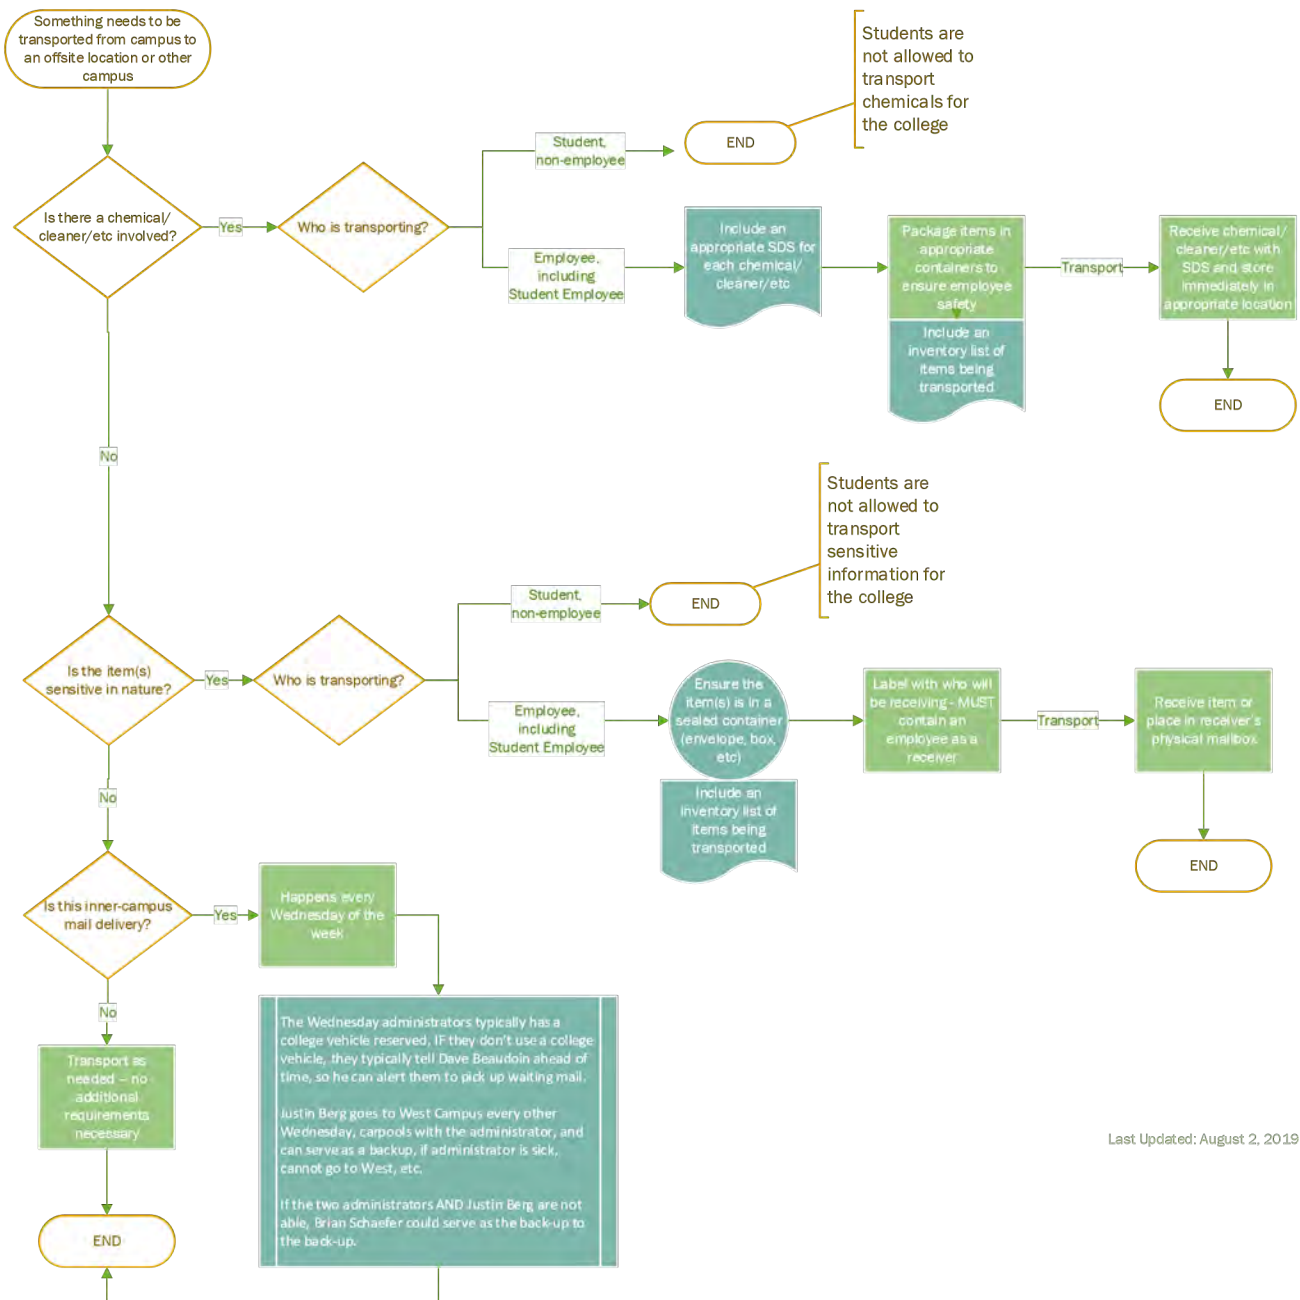 Something needs to be
transported from campus to
an offsite location or other
campus
Students are
not allowed to
transport
chemicals for
the college
Student,
non-employee
END
Is there a chemical/
cleaner/etc involved?
Yes
Who is transporting?
Employee,
including
Student Employee
Include an
appropriate SDS for
each chemical/
cleaner/etc
Package items in
appropriate
containers to
ensure employee
safety
Include an
inventory list of
items being
transported
Transport
Receive chemical/
cleaner/etc with
SDS and store
immediately in
appropriate location
END
No
Students are
not allowed to
transport
sensitive
information for
the college
Student,
non-employee
END
Is the item(s)
sensitive in nature?
Yes
Who is transporting?
Employee,
including
Student Employee
Ensure the
item(s) is in a
sealed container
(envelope, box,
etc)
Include an
inventory list of
items being
transported
Label with who will
be receiving - MUST
contain an
employee as a
receiver
Transport
Receive item or
place in receiver's
physical mailbox
END
No
Is this inner-campus
mail delivery?
Yes
Happens every
Wednesday of the
week
No
Transport as
needed – no
additional
requirements
necessary
END
The Wednesday administrators typically has a
college vehicle reserved, IF they don't use a college
vehicle, they typically tell Dave Beaudoin ahead of
time, so he can alert them to pick up waiting mail.
Justin Berg goes to West Campus every other
Wednesday, carpools with the administrator, and
can serve as a backup, if administrator is sick,
cannot go to West, etc.
If the two administrators AND Justin Berg are not
able, Brian Schaefer could serve as the back-up to
the back-up.
Last Updated: August 2, 2019